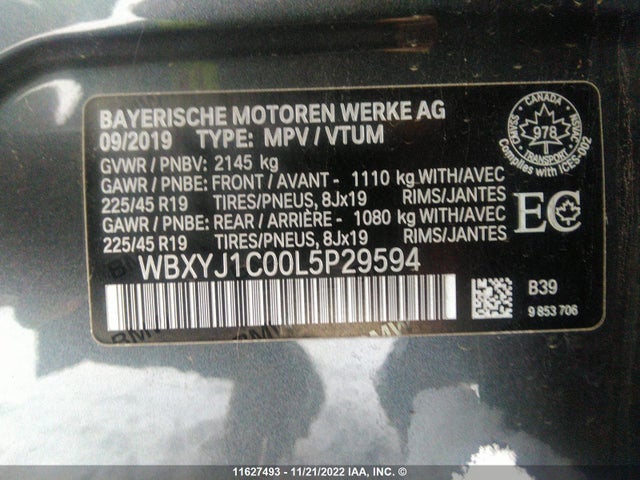 BAYERISCHE MOTOREN WERKE AG
09/2019 TYPE: MPV / VTUM
GVWR / PNBV: 2145 kg
GAWR / PNBE: FRONT / AVANT - 1110 kg WITH/AVEC
225/45 R19 TIRES/PNEUS, 8Jx19 RIMS/JANTES
GAWR / PNBE: REAR / ARRIÈRE - 1080 kg WITH/AVEC
225/45 R19 TIRES/PNEUS, 8Jx19 RIMS/JANTES
WBXYJ1C00L5P29594
CANADA
978
TRANSPORT
Complies with ICES-002
EC
B39
9 853 706
BMW
11627493 - 11/21/2022 IAA, INC. ©